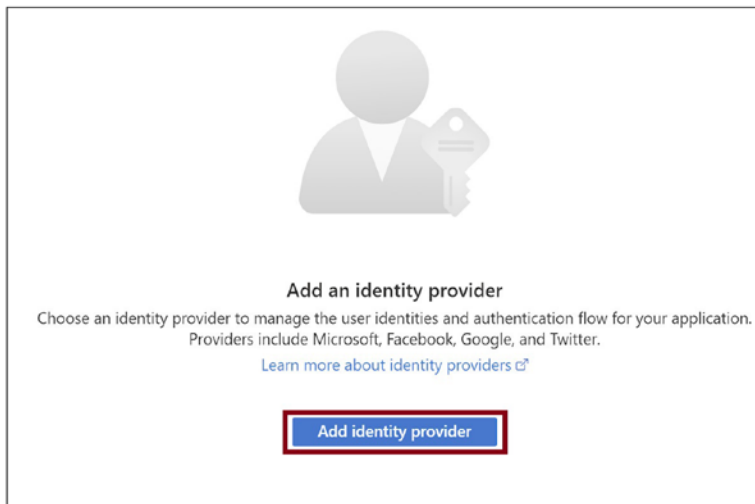 Add an identity provider
Choose an identity provider to manage the user identities and authentication flow for your application.
Providers include Microsoft, Facebook, Google, and Twitter.
Learn more about identity providers
Add identity provider